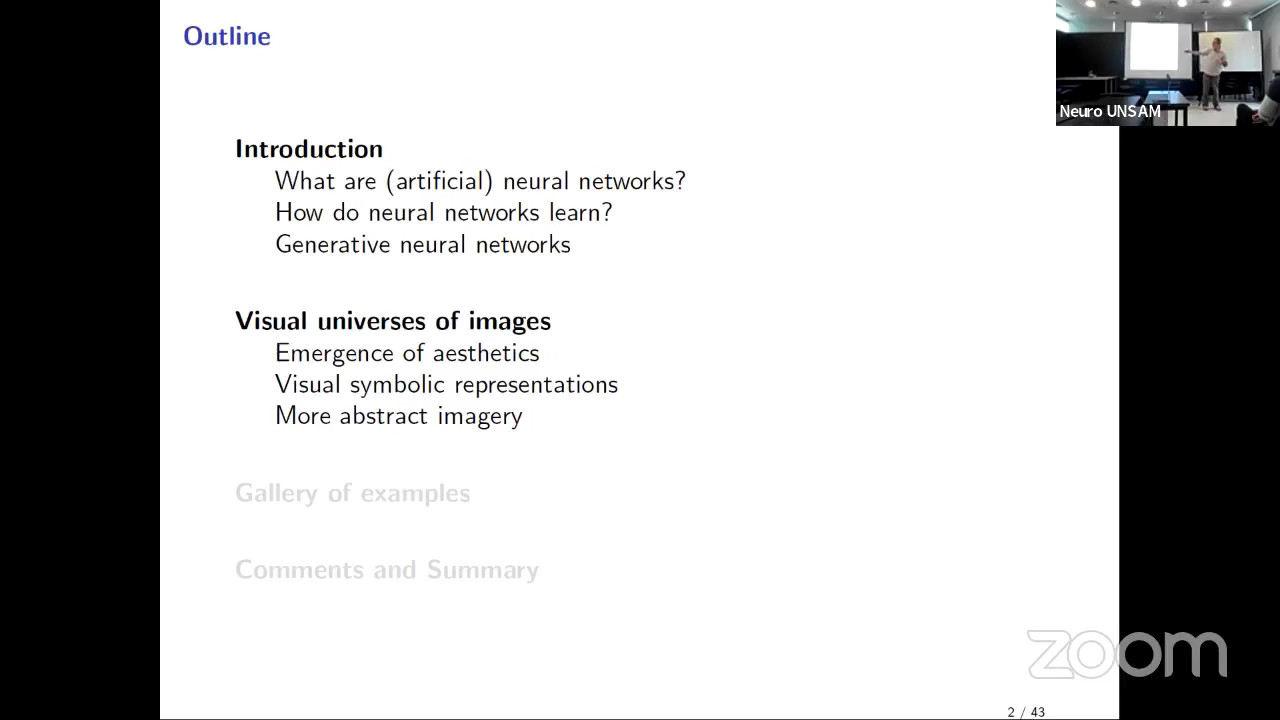 Outline
Neuro UNSAM
Introduction
What are (artificial) neural networks?
How do neural networks learn?
Generative neural networks
Visual universes of images
Emergence of aesthetics
Visual symbolic representations
More abstract imagery
Gallery of examples
Comments and Summary
zoom
2 / 43